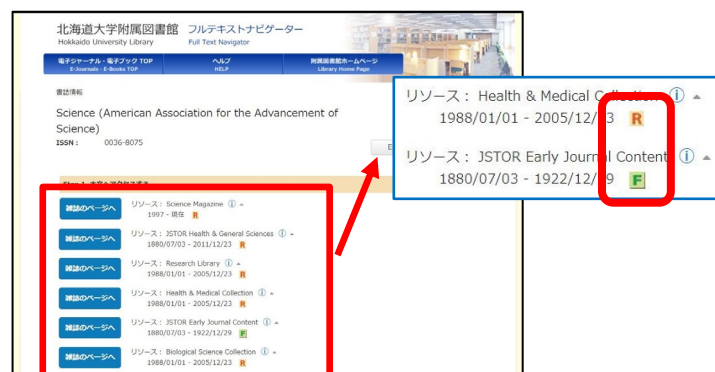 北海道大学附属図書館 フルテキストナビゲーター
Hokkaido University Library Full Text Navigator
電子ジャーナル・電子ブック TOP ヘルプ 附属図書館ホームページ
E-Journals・E-Books TOP HELP Library Home Page
書誌情報
Science (American Association for the Advancement of
Science)
ISSN : 0036-8075
E
雑誌のページへ リソース : Science Magazine ⓘ
1997 - 現在 R
雑誌のページへ リソース : JSTOR Health & General Sciences ⓘ
1880/07/03 - 2011/12/23 R
雑誌のページへ リソース : Research Library ⓘ
1988/01/01 - 2005/12/23 R
雑誌のページへ リソース : Health & Medical Collection ⓘ
1988/01/01 - 2005/12/23 R
雑誌のページへ リソース : JSTOR Early Journal Content ⓘ
1880/07/03 - 1922/12/29 F
雑誌のページへ リソース : Biological Science Collection ⓘ
1988/01/01 - 2005/12/23 R
リソース : Health & Medical Collection ⓘ
1988/01/01 - 2005/12/23 R
リソース : JSTOR Early Journal Content ⓘ
1880/07/03 - 1922/12/29 F